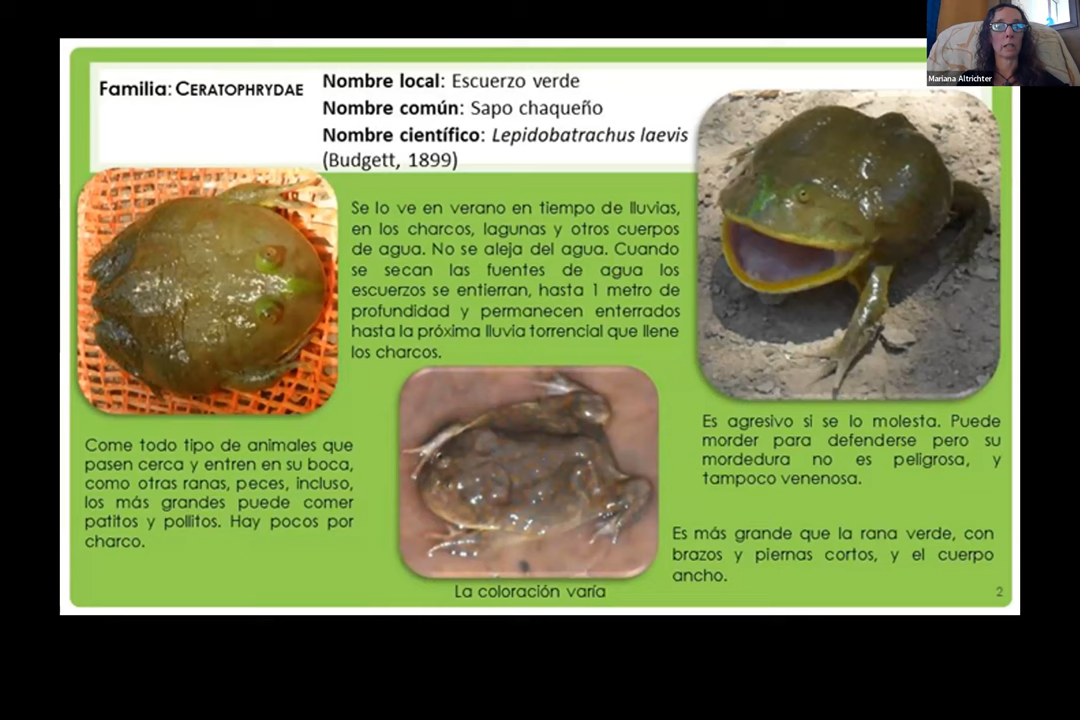 Familia: CERATOPHRYDAE
Nombre local: Escuerzo verde
Nombre común: Sapo chaqueño
Nombre científico: Lepidobatrachus laevis
(Budgett, 1899)
Mariana Altrichter
Se lo ve en verano en tiempo de lluvias,
en los charcos, lagunas y otros cuerpos
de agua. No se aleja del agua. Cuando
se secan las fuentes de agua los
escuerzos se entierran, hasta 1 metro de
profundidad y permanecen enterrados
hasta la próxima lluvia torrencial que llene
los charcos.
Come todo tipo de animales que
pasen cerca y entren en su boca,
como otras ranas, peces, incluso,
los más grandes puede comer
patitos y pollitos. Hay pocos por
charco.
La coloración varía
Es agresivo si se lo molesta. Puede
morder para defenderse pero su
mordedura no es peligrosa, y
tampoco venenosa.
Es más grande que la rana verde, con
brazos y piernas cortos, y el cuerpo
ancho.
2